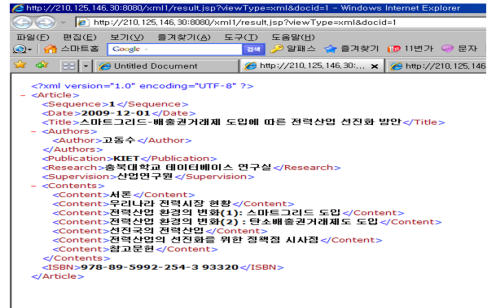 http://210,125,146,30:8080/xml1/result.jsp?viewType=xml&docid=1 - Windows Internet Explorer
http://210,125,146,30:8080/xml1/result.jsp?viewType=xml&docid=1
파일(F) 편집(E) 보기(V) 즐겨찾기(A) 도구(T) 도움말(H)
스마트홈 Google 검색 알패스 즐겨찾기 11번가 문자
Untitled Document http://210,125,146,30:... x http://210,125,146
<?xml version="1.0" encoding="UTF-8" ?>
- <Article>
<Sequence>1</Sequence>
<Date>2009-12-01</Date>
<Title>스마트그리드-배출권거래제 도입에 따른 전력산업 선진화 방안</Title>
- <Authors>
<Author>고동수</Author>
</Authors>
<Publication>KIET</Publication>
<Research>충북대학교 데이터베이스 연구실</Research>
<Supervision>산업연구원</Supervision>
- <Contents>
<Content>서론</Content>
<Content>우리나라 전력시장 현황</Content>
<Content>전력산업 환경의 변화(1): 스마트그리드 도입</Content>
<Content>전력산업 환경의 변화(2) : 탄소배출권거래제도 도입</Content>
<Content>선진국의 전력산업</Content>
<Content>전력산업의 선진화를 위한 정책점 시사점</Content>
<Content>참고문헌</Content>
</Contents>
<ISBN>978-89-5992-254-3 93320</ISBN>
</Article>